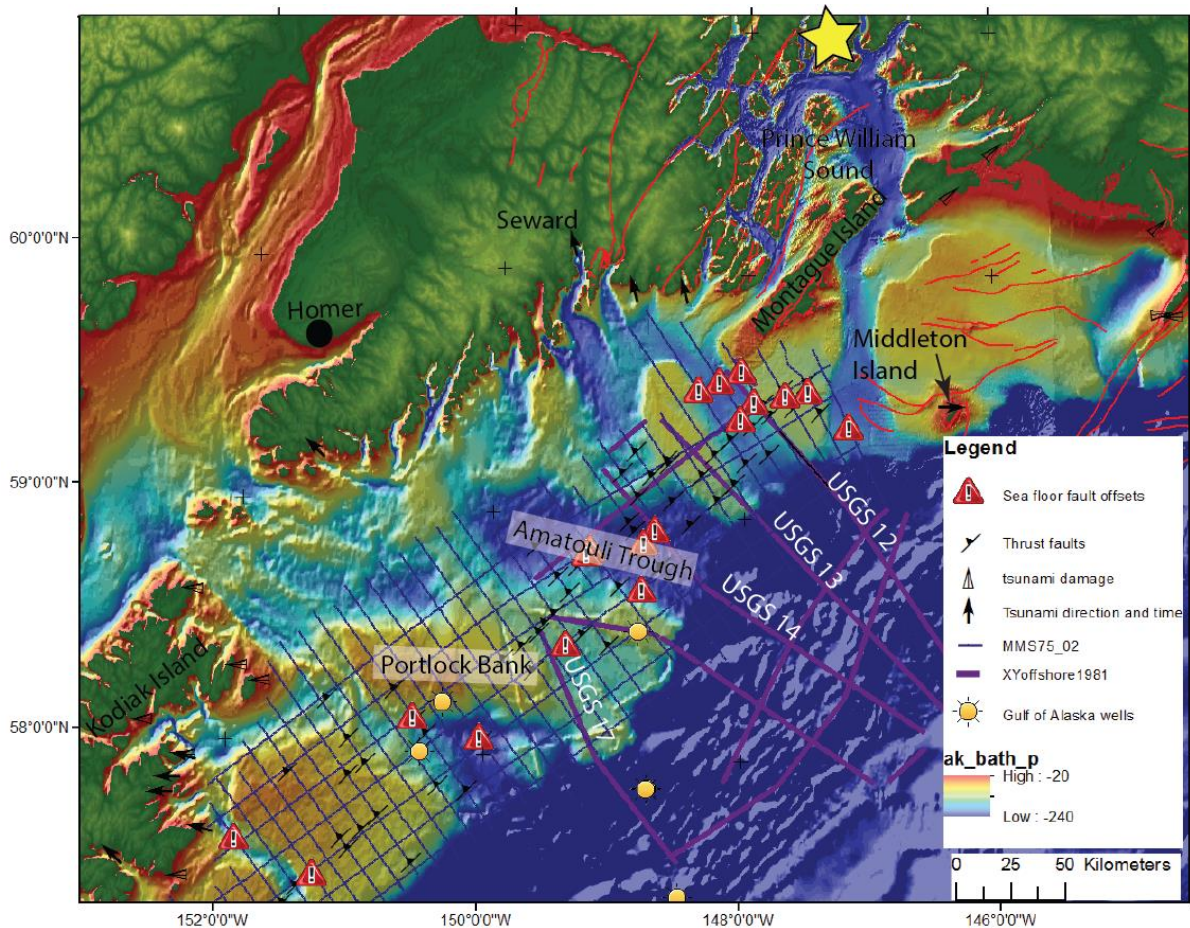 Prince William
Sound
Seward
60°0'0"N
Montague Island
Homer
Middleton
Island
Legend
59°0'0"N
Sea floor fault offsets
USGS 12
Amatouli Trough
Thrust faults
USGS 13
tsunami damage
USGS 14
Tsunami direction and time
MMS75_02
Portlock Bank
XYoffshore1981
Kodiak Island
USGS 17
Gulf of Alaska wells
58°0'0"N
ak_bath_p
High : -20
Low : -240
0 25 50 Kilometers
152°0'0"W 150°0'0"W 148°0'0"W 146°0'0"W